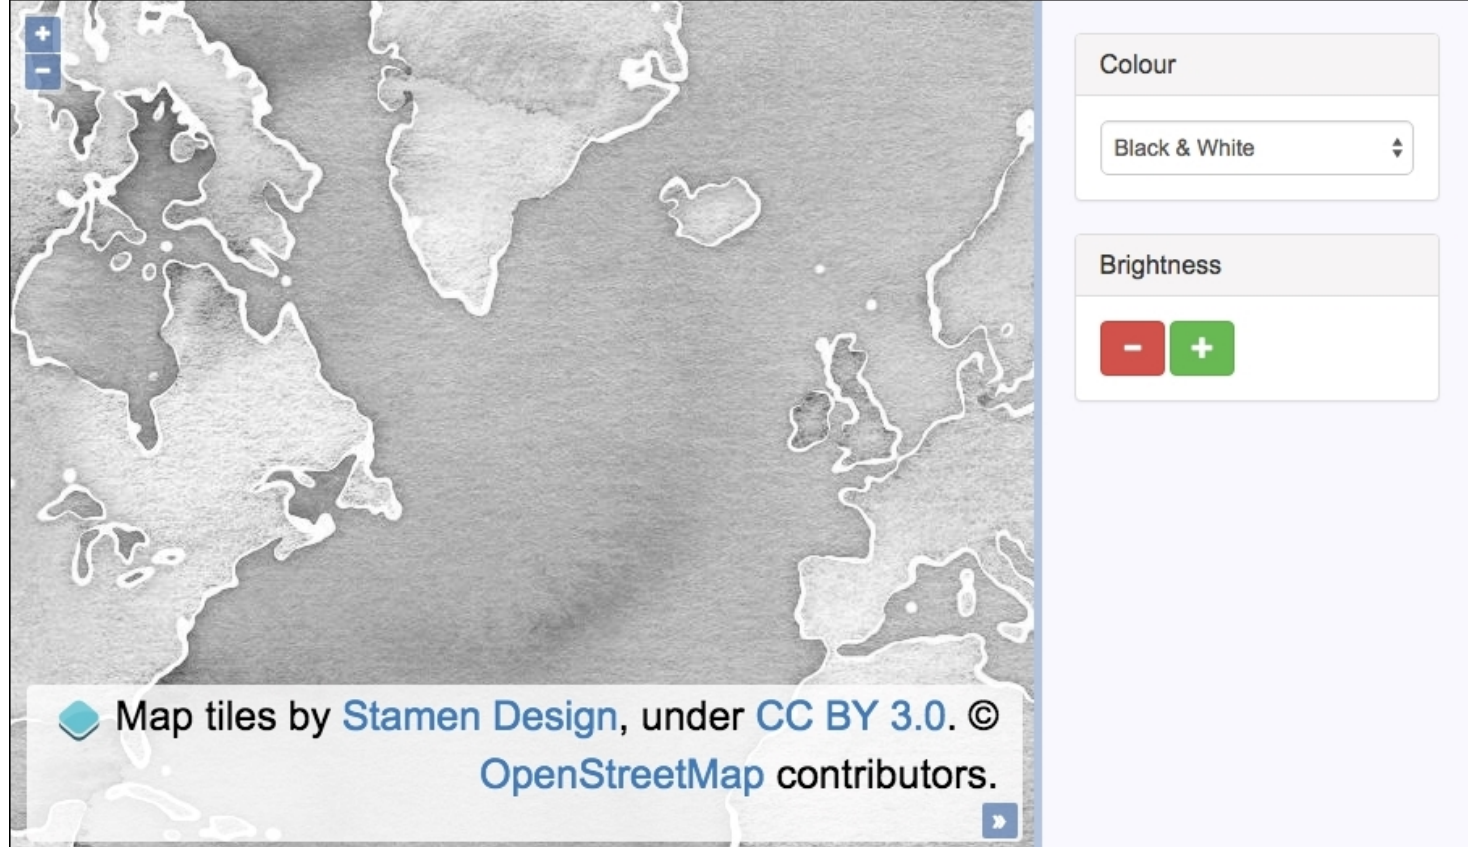 +
−
Colour
Black & White
Brightness
− +
Map tiles by Stamen Design, under CC BY 3.0. ©
OpenStreetMap contributors.
»